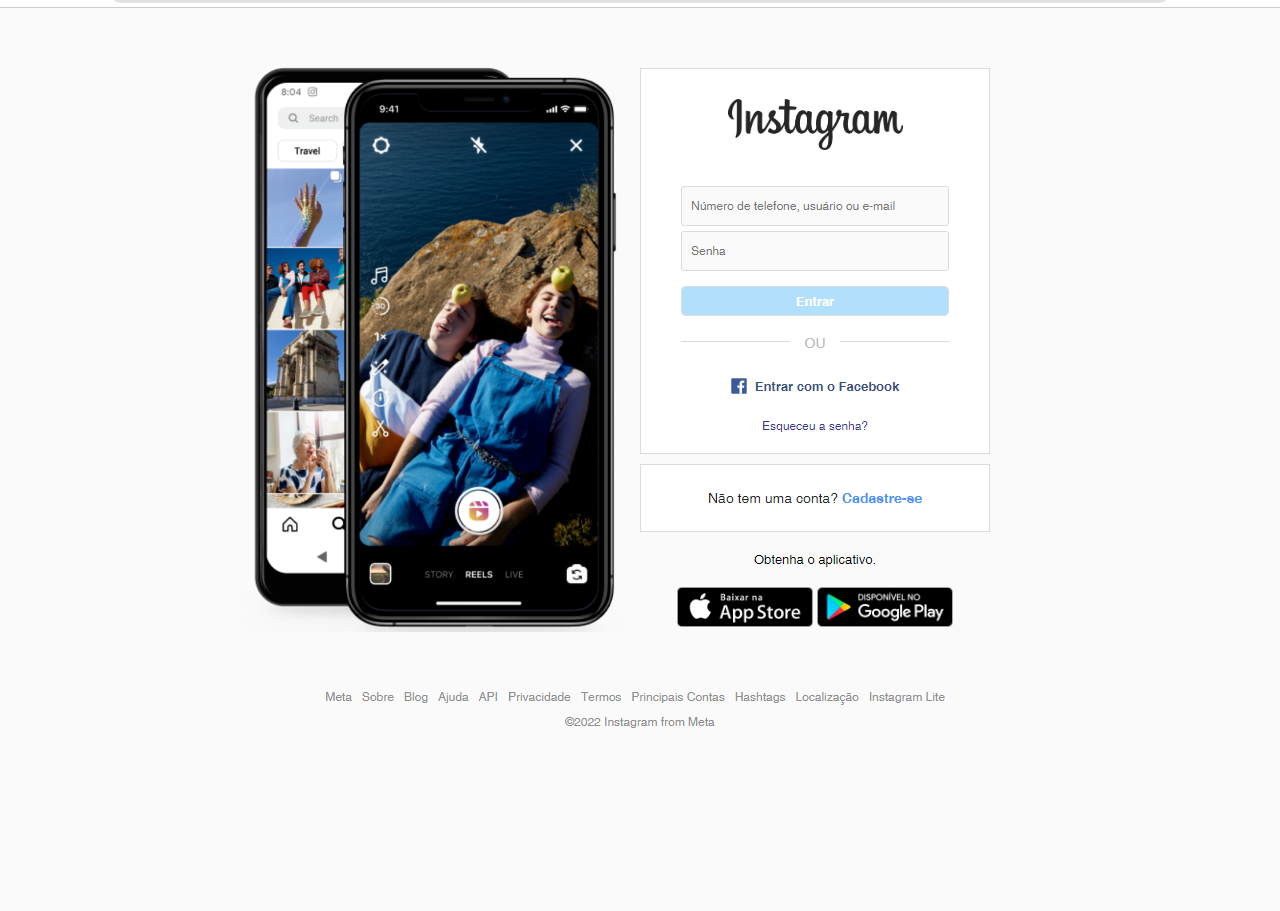 8:04
Search
Travel
9:41
30
1×
STORY REELS LIVE
Instagram
Número de telefone, usuário ou e-mail
Senha
Entrar
OU
Entrar com o Facebook
Esqueceu a senha?
Não tem uma conta? Cadastre-se
Obtenha o aplicativo.
Baixar na
App Store
DISPONÍVEL NO
Google Play
Meta Sobre Blog Ajuda API Privacidade Termos Principais Contas Hashtags Localização Instagram Lite
©2022 Instagram from Meta